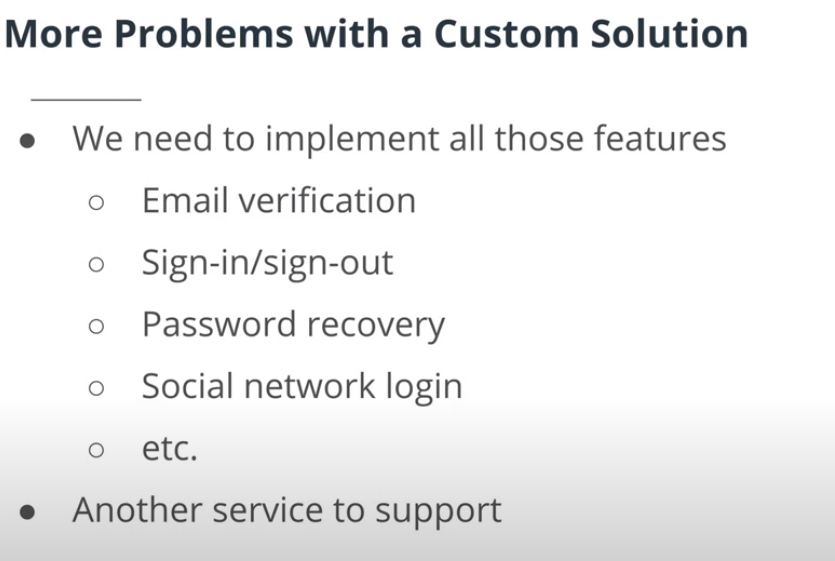 More Problems with a Custom Solution
● We need to implement all those features
○ Email verification
○ Sign-in/sign-out
○ Password recovery
○ Social network login
○ etc.
● Another service to support